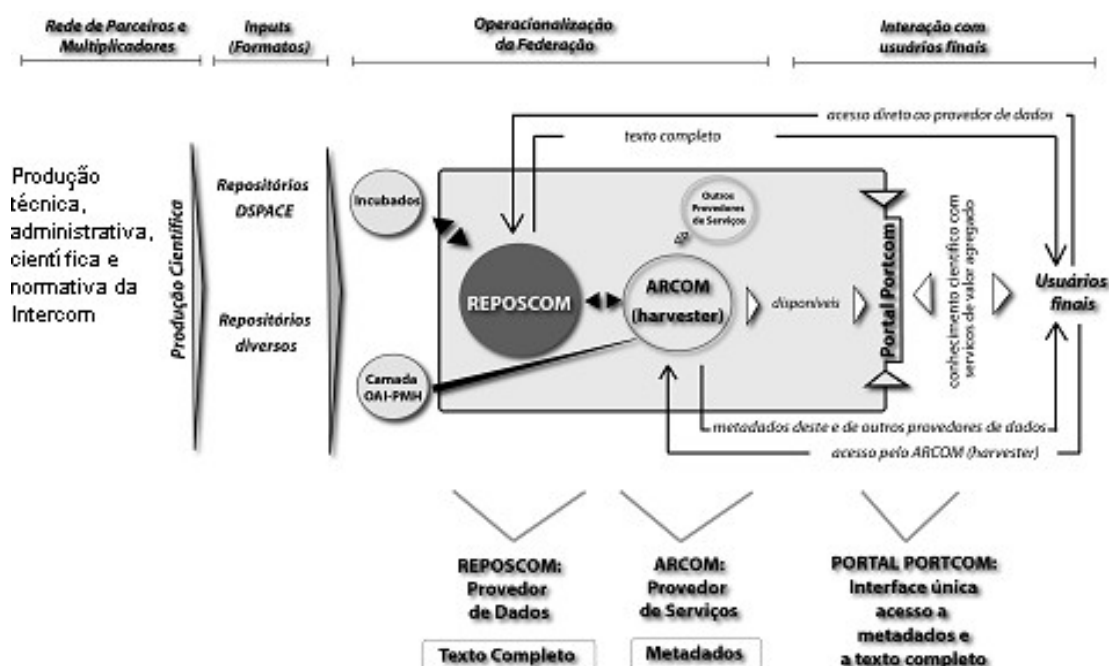 Rede de Parceiros e
Multiplicadores
Inputs
(Formatos)
Operacionalização
da Federação
Interação com
usuários finais
acesso direto ao provedor de dados
texto completo
Produção
técnica,
administrativa,
científica e
normativa da
Intercom
Produção Científica
Repositórios
DSPACE
Repositórios
diversos
Incubados
Camada
OAI-PMH
REPOSCOM
Outros
Provedores
de Serviços
ARCOM
(harvester)
disponíveis
Portal Portcom
conhecimento científico com
serviços de valor agregado
Usuários
finais
metadados deste e de outros provedores de dados
acesso pelo ARCOM (harvester)
REPOSCOM:
Provedor
de Dados
Texto Completo
ARCOM:
Provedor
de Serviços
Metadados
PORTAL PORTCOM:
Interface única
acesso a
metadados e
a texto completo